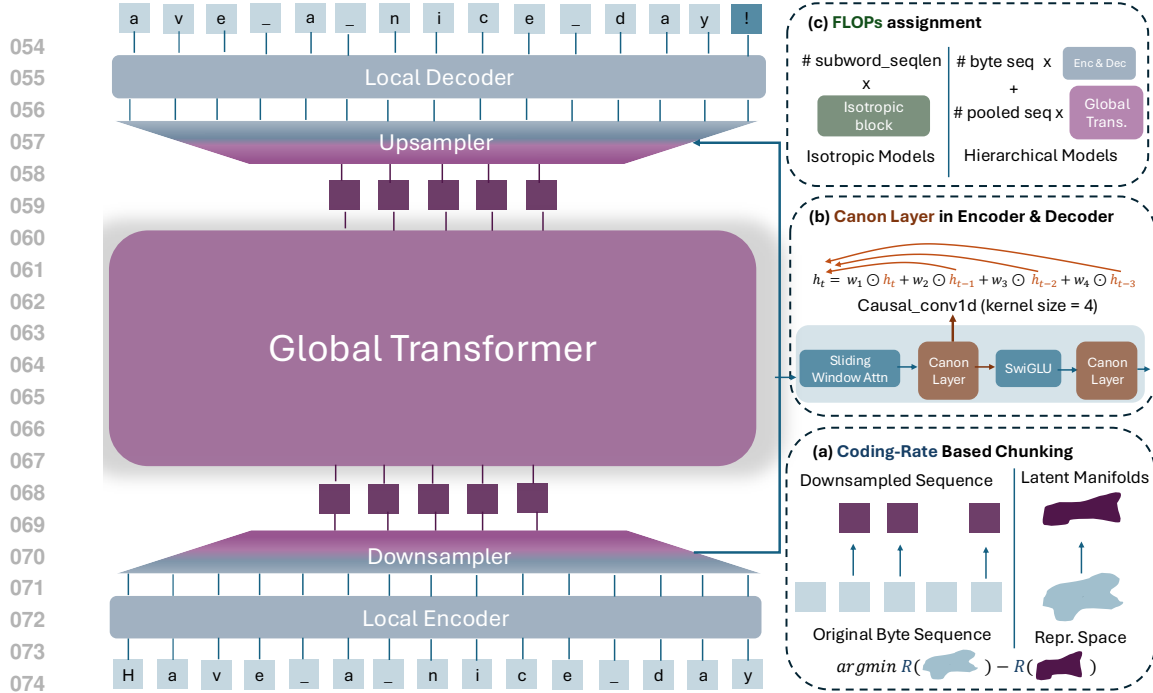 054
055
056
057
058
059
060
061
062
063
064
065
066
067
068
069
070
071
072
073
074
a v e _ a _ n i c e _ d a y !
Local Decoder
Upsampler
Global Transformer
Downsampler
Local Encoder
H a v e _ a _ n i c e _ d a y
(c) FLOPs assignment
# subword_seqlen
x
Isotropic
block
Isotropic Models
# byte seq x
Enc & Dec
+
# pooled seq x
Global
Trans.
Hierarchical Models
(b) Canon Layer in Encoder & Decoder
h_t = w_1 ⊙ h_t + w_2 ⊙ h_{t−1} + w_3 ⊙ h_{t−2} + w_4 ⊙ h_{t−3}
Causal_conv1d (kernel size = 4)
Sliding
Window Attn
Canon
Layer
SwiGLU
Canon
Layer
(a) Coding-Rate Based Chunking
Downsampled Sequence
Original Byte Sequence
Latent Manifolds
Repr. Space
argmin R( ) − R( )